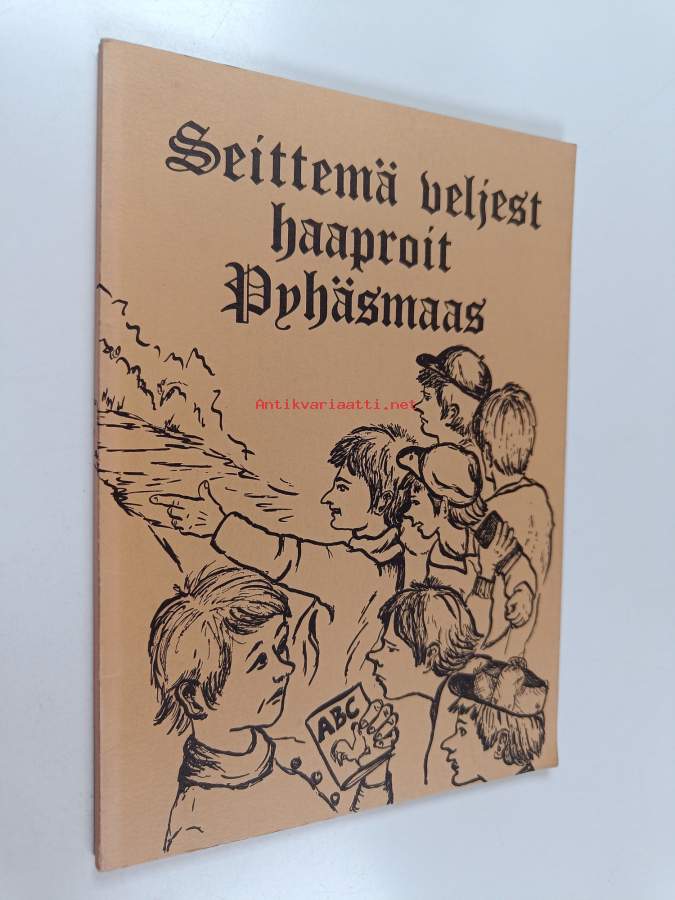 Seittemä veljest
haaproit
Pyhäsmaas
Antikvariaatti.net
ABC